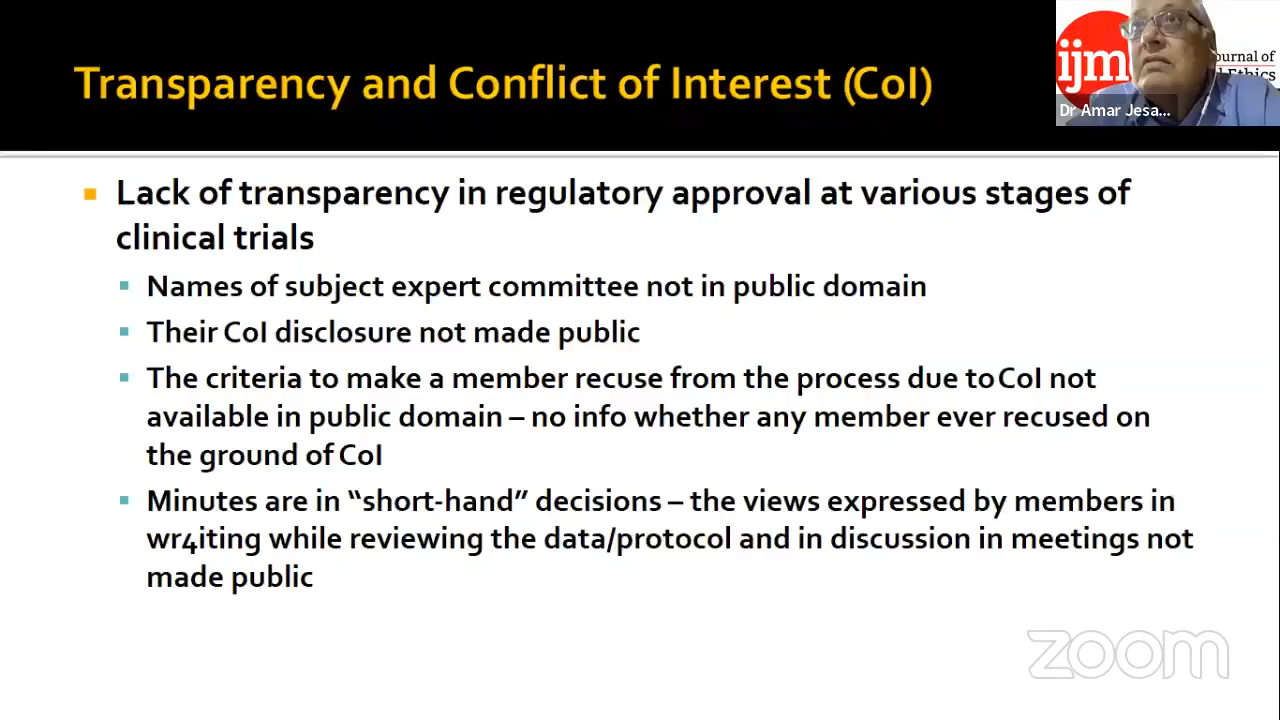 Transparency and Conflict of Interest (CoI)
ijm
urnal of
Ethics
Dr Amar Jesa...
Lack of transparency in regulatory approval at various stages of
clinical trials
Names of subject expert committee not in public domain
Their CoI disclosure not made public
The criteria to make a member recuse from the process due to CoI not
available in public domain – no info whether any member ever recused on
the ground of CoI
Minutes are in “short-hand” decisions – the views expressed by members in
wr4iting while reviewing the data/protocol and in discussion in meetings not
made public
zoom